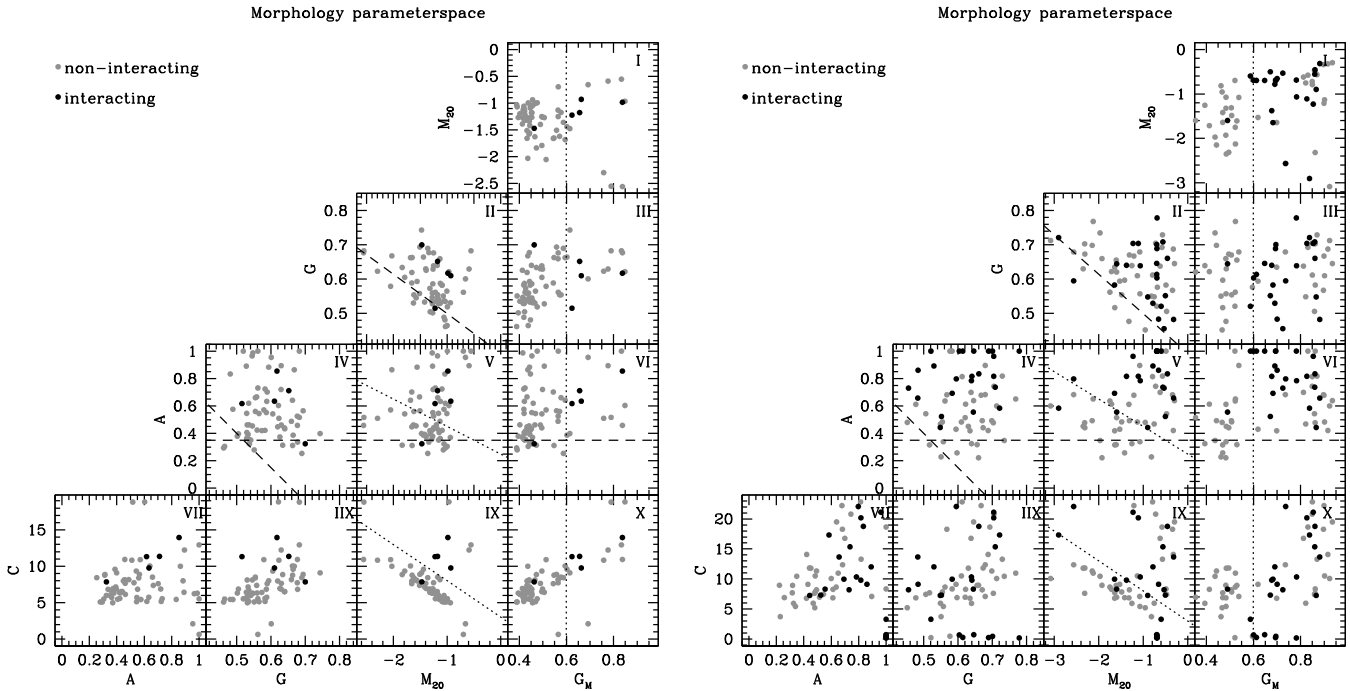 Morphology parameterspace
non-interacting
interacting
I
0
−0.5
−1
−1.5
−2
−2.5
M20
II
III
0.8
0.7
0.6
0.5
G
IV
V
VI
1
0.8
0.6
0.4
0.2
0
A
VII
IIX
IX
X
15
10
5
0
C
0 0.2 0.4 0.6 0.8 1
0.5 0.6 0.7 0.8
−2 −1
0 0.4 0.6 0.8
A G M20 GM
Morphology parameterspace
non-interacting
interacting
I
0
−1
−2
−3
M20
II
III
0.8
0.7
0.6
0.5
G
IV
V
VI
1
0.8
0.6
0.4
0.2
0
A
VII
IIX
IX
X
20
15
10
5
0
C
0 0.2 0.4 0.6 0.8 1
0.5 0.6 0.7 0.8
−3 −2 −1
0 0.4 0.6 0.8
A G M20 GM